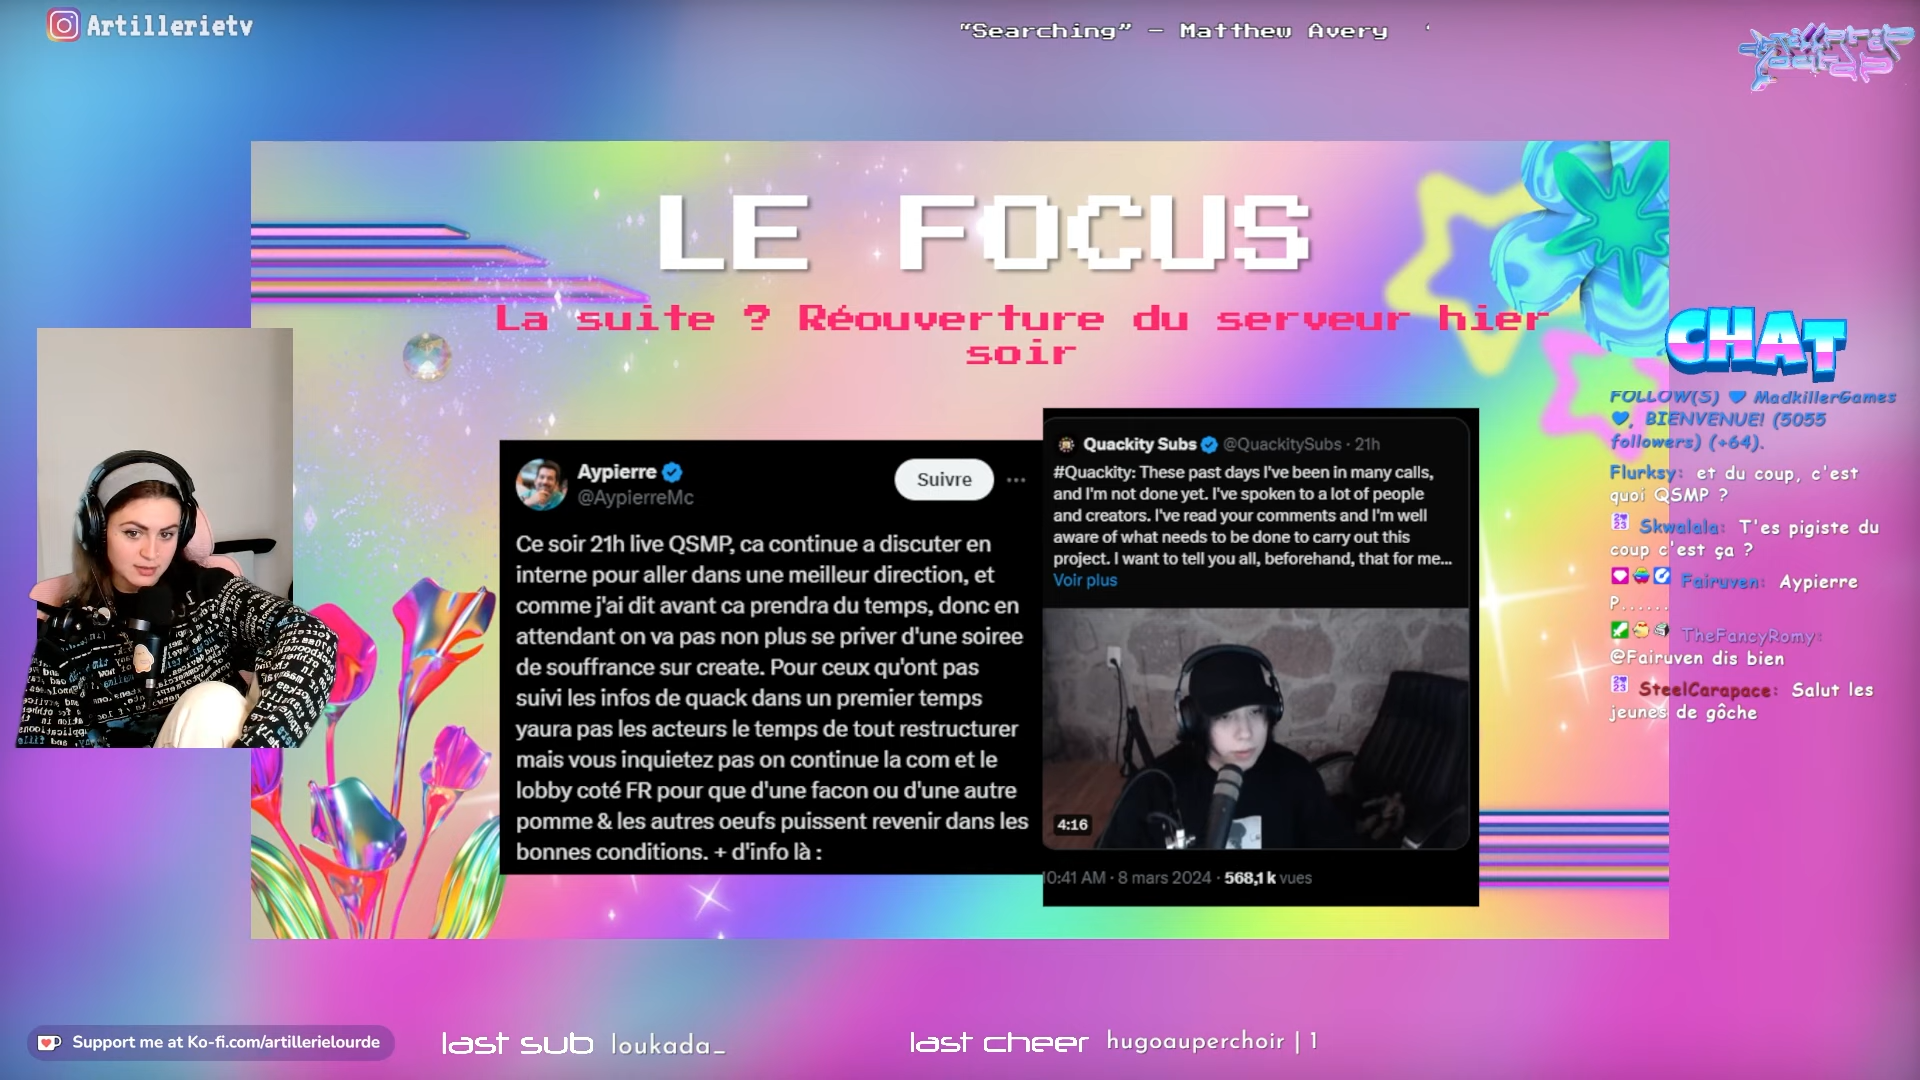 Artillerietv
"Searching" - Matthew Avery
LE FOCUS
La suite ? Réouverture du serveur hier
soir
Aypierre
@AypierreMc
Suivre
Ce soir 21h live QSMP, ca continue a discuter en
interne pour aller dans une meilleur direction, et
comme j'ai dit avant ca prendra du temps, donc en
attendant on va pas non plus se priver d'une soiree
de souffrance sur create. Pour ceux qu'ont pas
suivi les infos de quack dans un premier temps
yaura pas les acteurs le temps de tout restructurer
mais vous inquietez pas on continue la com et le
lobby coté FR pour que d'une facon ou d'une autre
pomme & les autres oeufs puissent revenir dans les
bonnes conditions. + d'info là :
Quackity Subs @QuackitySubs · 21h
#Quackity: These past days I've been in many calls,
and I'm not done yet. I've spoken to a lot of people
and creators. I've read your comments and I'm well
aware of what needs to be done to carry out this
project. I want to tell you all, beforehand, that for me...
Voir plus
4:16
10:41 AM · 8 mars 2024 · 568,1 k vues
CHAT
FOLLOW(S) MadkillerGames
, BIENVENUE! (5055
followers) (+64).
Flurksy: et du coup, c'est
quoi QSMP ?
Skwalala: T'es pigiste du
coup c'est ça ?
Fairuven: Aypierre
P......
TheFancyRomy:
@Fairuven dis bien
SteelCarapace: Salut les
jeunes de gôche
Support me at Ko-fi.com/artillerielourde
last sub loukada_
last cheer hugoauperchoir | 1